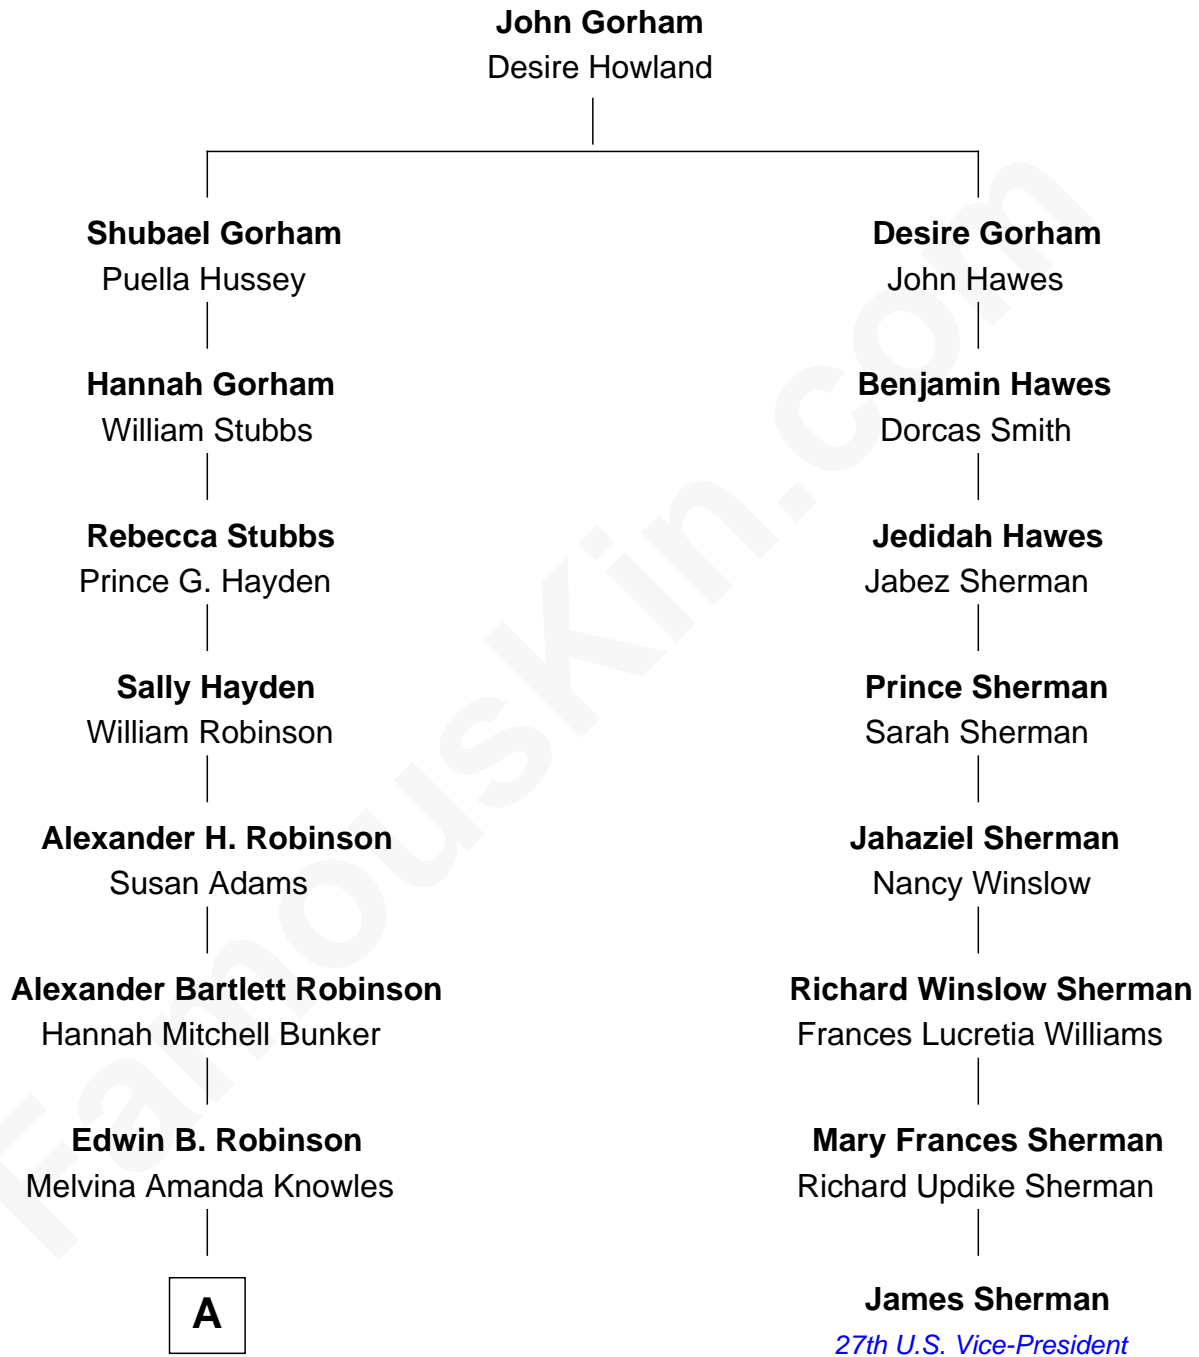 John Gorham
Desire Howland
Shubael Gorham
Puella Hussey
Desire Gorham
John Hawes
Hannah Gorham
William Stubbs
Benjamin Hawes
Dorcas Smith
Rebecca Stubbs
Prince G. Hayden
Jedidah Hawes
Jabez Sherman
Sally Hayden
William Robinson
Prince Sherman
Sarah Sherman
Alexander H. Robinson
Susan Adams
Jahaziel Sherman
Nancy Winslow
Alexander Bartlett Robinson
Hannah Mitchell Bunker
Richard Winslow Sherman
Frances Lucretia Williams
Edwin B. Robinson
Melvina Amanda Knowles
Mary Frances Sherman
Richard Updike Sherman
A
James Sherman
27th U.S. Vice-President
FamousKin.com